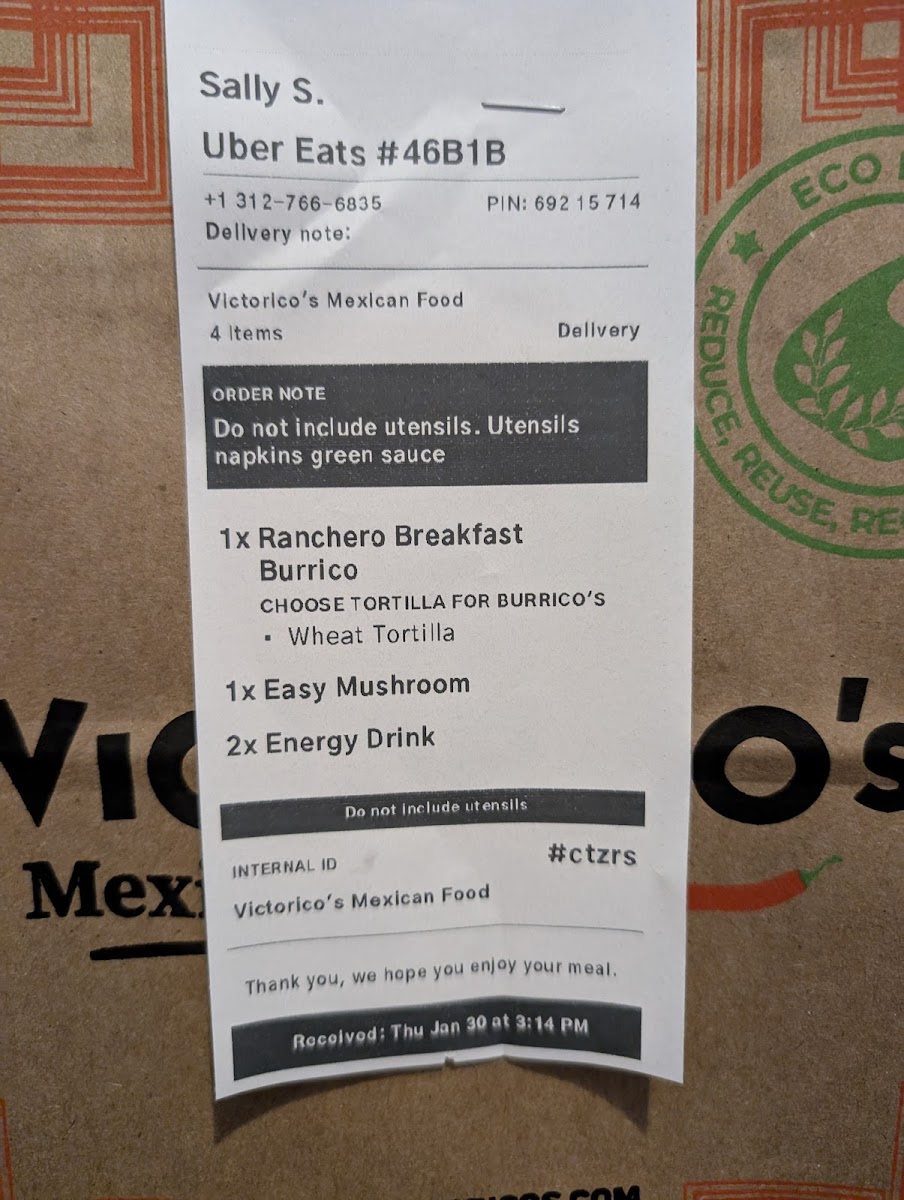 Sally S.
Uber Eats #46B1B
+1 312-766-6835 PIN: 692 15 714
Delivery note:
Victorico's Mexican Food
4 Items Delivery
ORDER NOTE
Do not include utensils. Utensils
napkins green sauce
1x Ranchero Breakfast
Burrico
CHOOSE TORTILLA FOR BURRICO'S
• Wheat Tortilla
1x Easy Mushroom
2x Energy Drink
Do not include utensils
INTERNAL ID #ctzrs
Victorico's Mexican Food
Thank you, we hope you enjoy your meal.
Received: Thu Jan 30 at 3:14 PM
ECO
REDUCE, REUSE, RE
Vi O's
Mexi
.COM